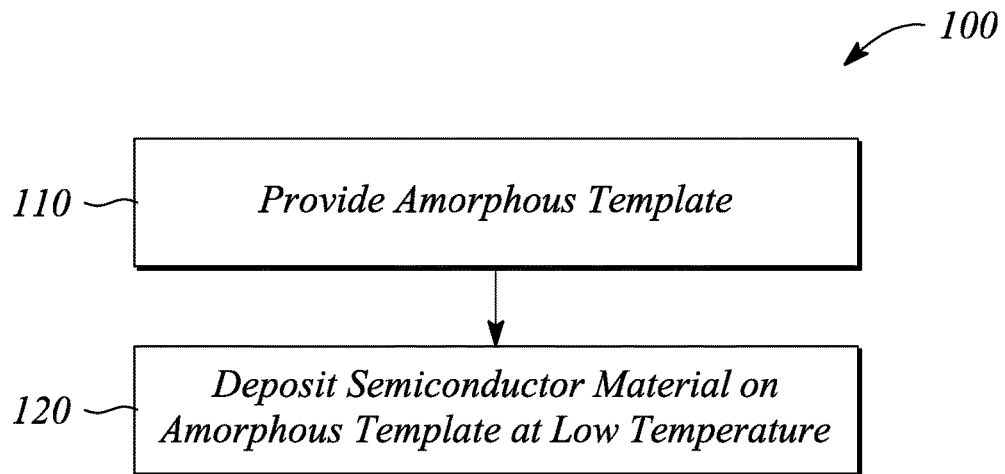 100
110
Provide Amorphous Template
120
Deposit Semiconductor Material on
Amorphous Template at Low Temperature